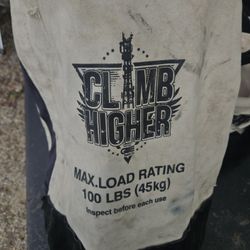 CLIMB
HIGHER
MAX.LOAD RATING
100 LBS (45kg)
Inspect before each use